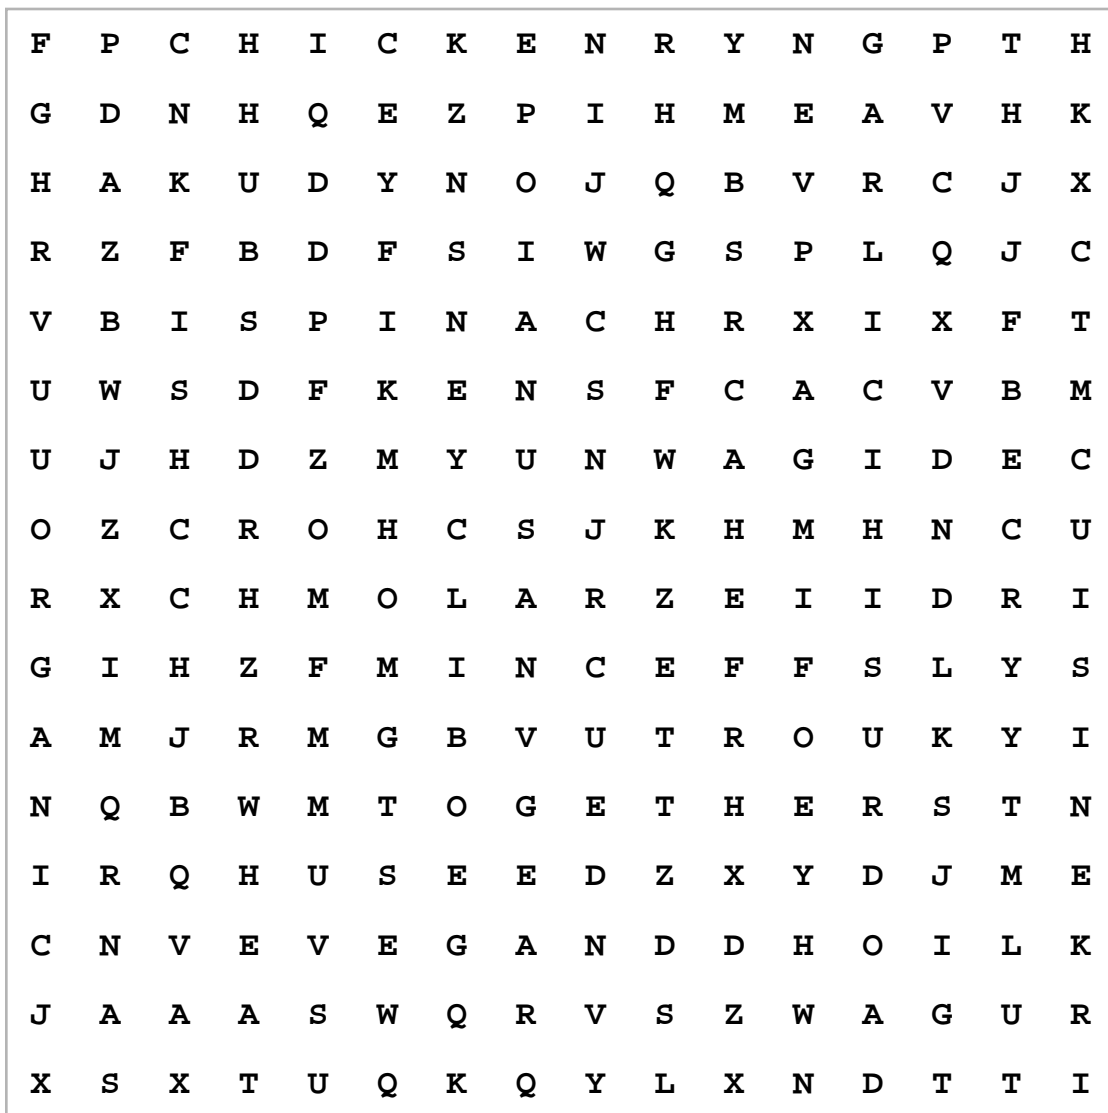 F P C H I C K E N R Y N G P T H
G D N H Q E Z P I H M E A V H K
H A K U D Y N O J Q B V R C J X
R Z F B D F S I W G S P L Q J C
V B I S P I N A C H R X I X F T
U W S D F K E N S F C A C V B M
U J H D Z M Y U N W A G I D E C
O Z C R O H C S J K H M H N C U
R X C H M O L A R Z E I I D R I
G I H Z F M I N C E F F S L Y S
A M J R M G B V U T R O U K Y I
N Q B W M T O G E T H E R S T N
I R Q H U S E E D Z X Y D J M E
C N V E V E G A N D D H O I L K
J A A A S W Q R V S Z W A G U R
X S X T U Q K Q Y L X N D T T I